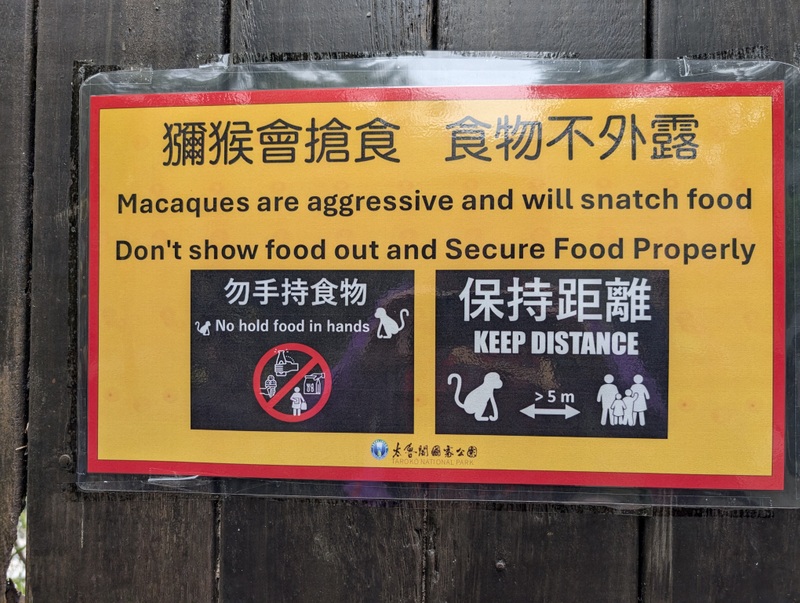 獼猴會搶食 食物不外露
Macaques are aggressive and will snatch food
Don't show food out and Secure Food Properly
勿手持食物
No hold food in hands
保持距離
KEEP DISTANCE
> 5 m
太魯閣國家公園
TAROKO NATIONAL PARK